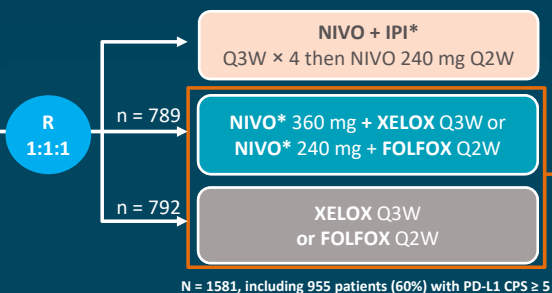 NIVO + IPI*
Q3W × 4 then NIVO 240 mg Q2W
R
1:1:1
n = 789
NIVO* 360 mg + XELOX Q3W or
NIVO* 240 mg + FOLFOX Q2W
n = 792
XELOX Q3W
or FOLFOX Q2W
N = 1581, including 955 patients (60%) with PD-L1 CPS ≥ 5